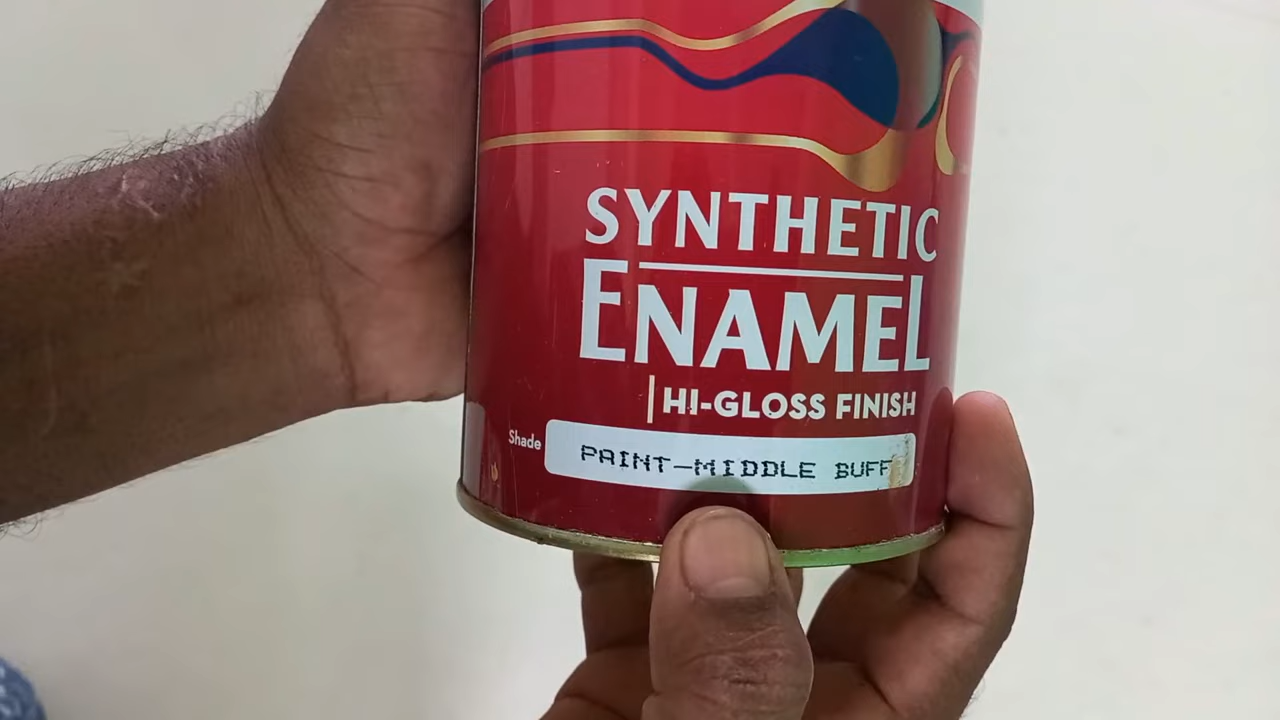 SYNTHETIC
ENAMEL
HI-GLOSS FINISH
Shade
PAINT-MIDDLE BUFF